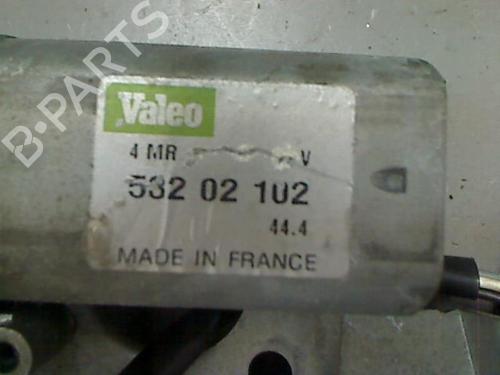 B-PARTS
Valeo
4 MR V
532 02 102
44.4
MADE IN FRANCE